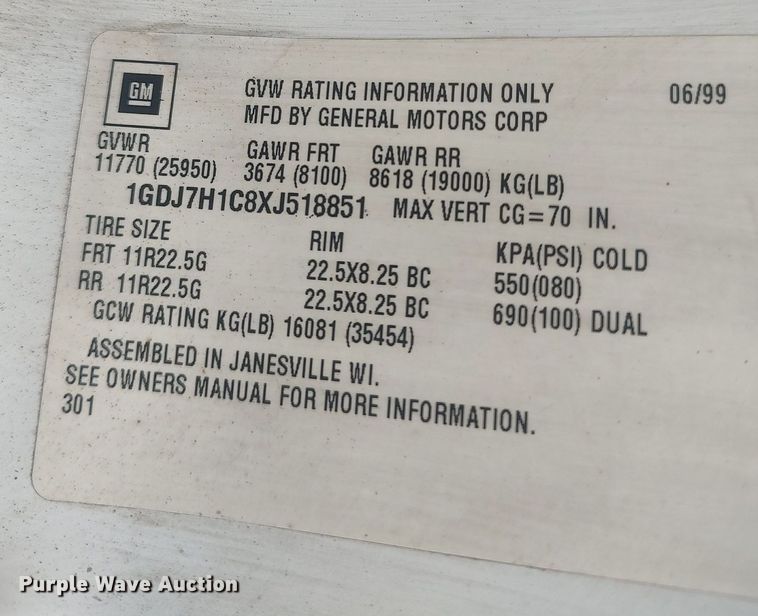 GM
GVW RATING INFORMATION ONLY 06/99
MFD BY GENERAL MOTORS CORP
GVWR GAWR FRT GAWR RR
11770 (25950) 3674 (8100) 8618 (19000) KG(LB)
1GDJ7H1C8XJ518851 MAX VERT CG=70 IN.
TIRE SIZE RIM KPA(PSI) COLD
FRT 11R22.5G 22.5X8.25 BC 550(080)
RR 11R22.5G 22.5X8.25 BC 690(100) DUAL
GCW RATING KG(LB) 16081 (35454)
ASSEMBLED IN JANESVILLE WI.
SEE OWNERS MANUAL FOR MORE INFORMATION.
301
Purple Wave Auction